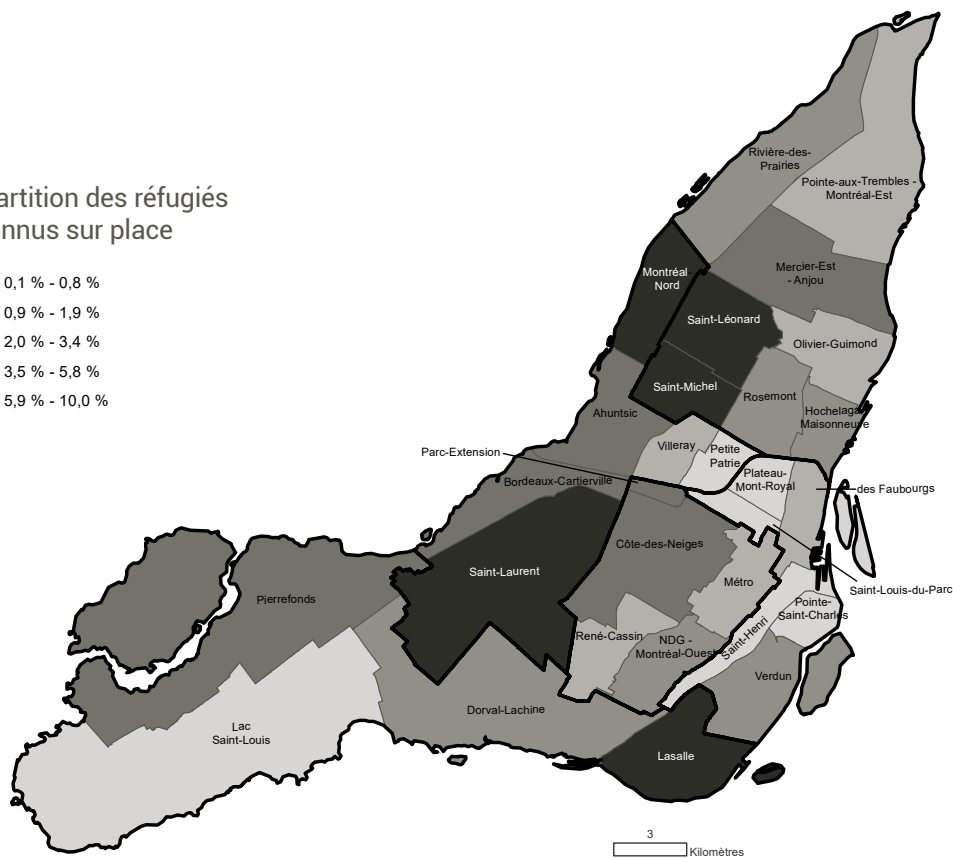 artition des réfugiés
nnus sur place
0,1 % - 0,8 %
0,9 % - 1,9 %
2,0 % - 3,4 %
3,5 % - 5,8 %
5,9 % - 10,0 %
Rivière-des-
Prairies
Pointe-aux-Trembles -
Montréal-Est
Montréal
Nord
Mercier-Est
- Anjou
Saint-Léonard
Olivier-Guimond
Saint-Michel
Rosemont
Ahuntsic
Hochelaga
Maisonneuve
Villeray
Petite
Patrie
Parc-Extension
Plateau-
Mont-Royal
Bordeaux-Cartierville
des Faubourgs
Côte-des-Neiges
Saint-Laurent
Métro
Saint-Louis-du-Parc
Pierrefonds
Pointe-
Saint-Charles
René-Cassin
NDG -
Montréal-Ouest
Saint-Henri
Verdun
Dorval-Lachine
Lac
Saint-Louis
Lasalle
3
Kilomètres